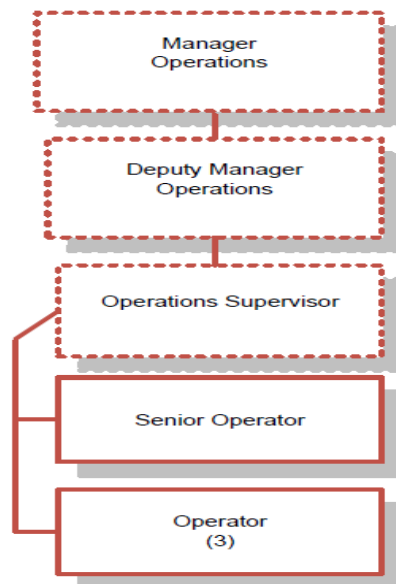 Manager
Operations
Deputy Manager
Operations
Operations Supervisor
Senior Operator
Operator
(3)